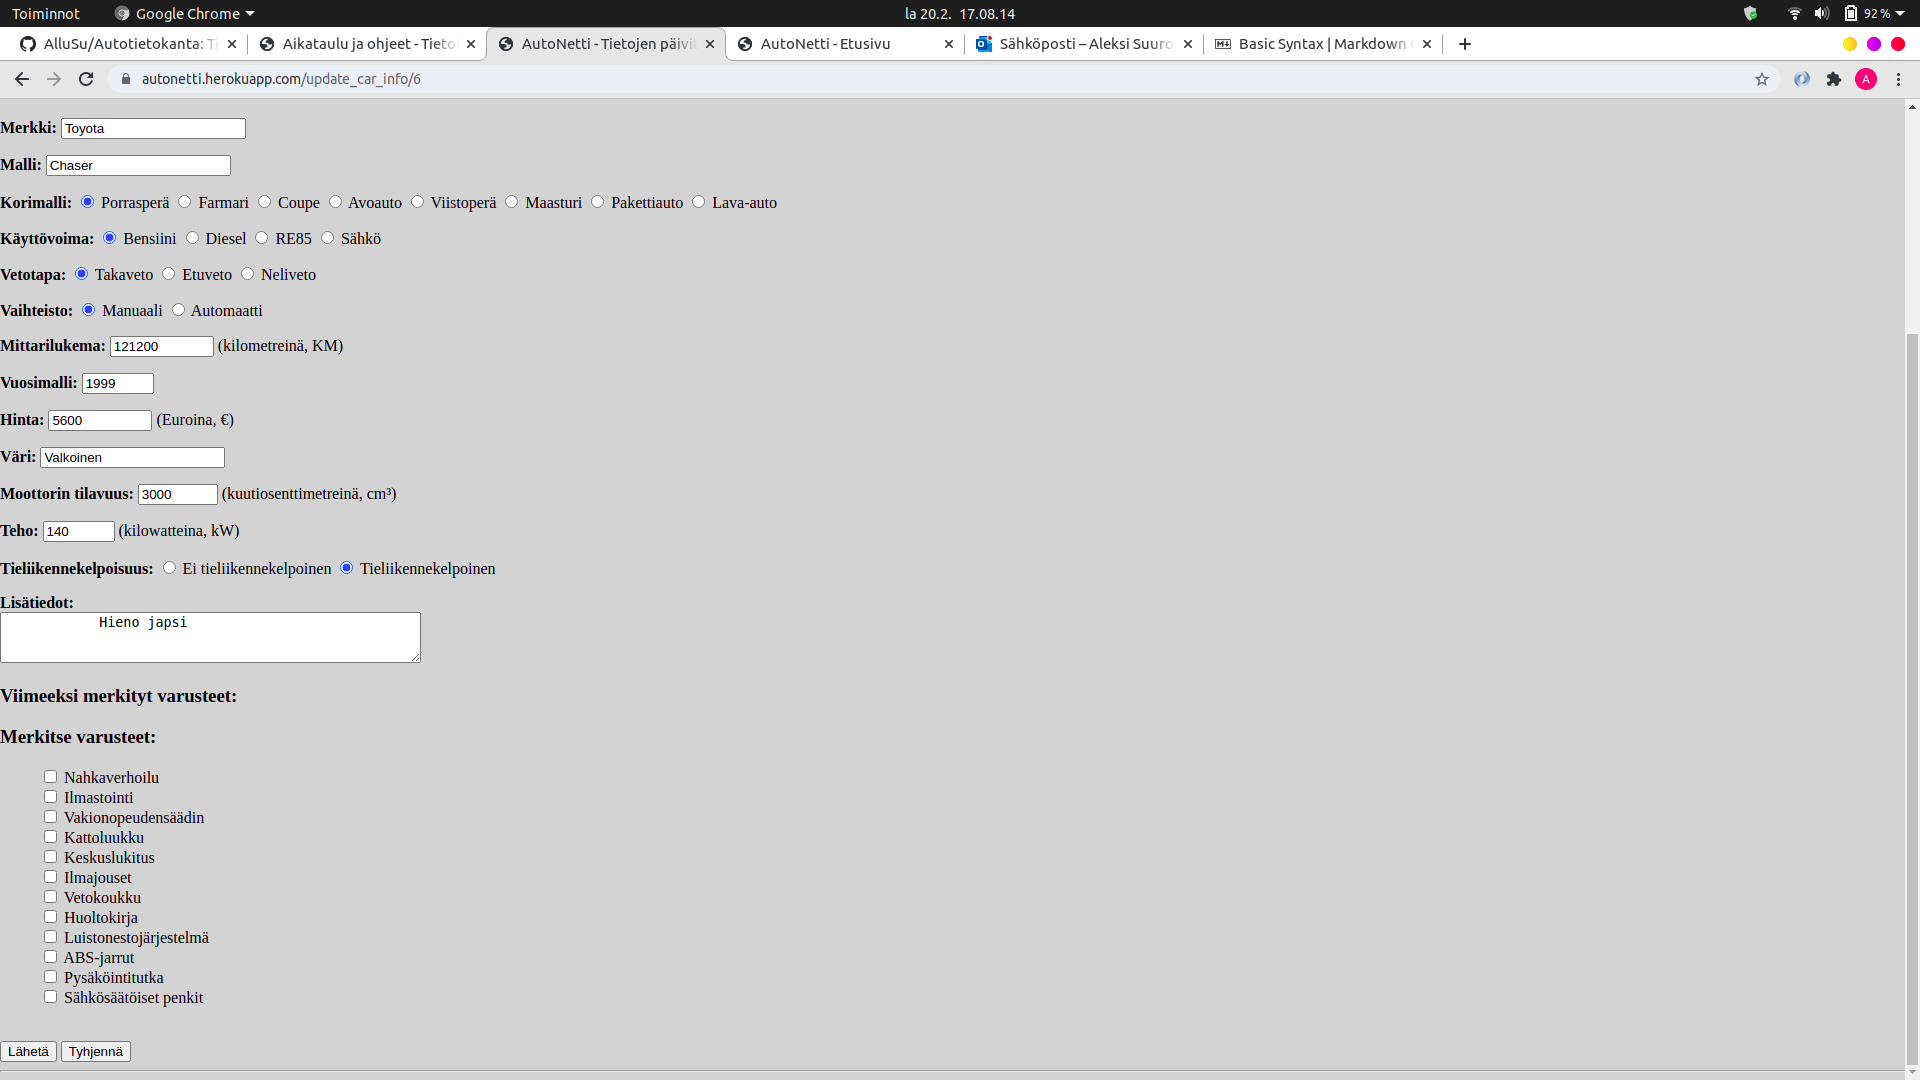 Toiminnot Google Chrome la 20.2. 17.08.14 92 %
AlluSu/Autotietokanta: Ti Aikataulu ja ohjeet - Tieto AutoNetti - Tietojen päivit AutoNetti - Etusivu Sähköposti – Aleksi Suuro Basic Syntax | Markdown
autonetti.herokuapp.com/update_car_info/6 A
Merkki: Toyota
Malli: Chaser
Korimalli: Porrasperä Farmari Coupe Avoauto Viistoperä Maasturi Pakettiauto Lava-auto
Käyttövoima: Bensiini Diesel RE85 Sähkö
Vetotapa: Takaveto Etuveto Neliveto
Vaihteisto: Manuaali Automaatti
Mittarilukema: 121200 (kilometreinä, KM)
Vuosimalli: 1999
Hinta: 5600 (Euroina, €)
Väri: Valkoinen
Moottorin tilavuus: 3000 (kuutiosenttimetreinä, cm³)
Teho: 140 (kilowatteina, kW)
Tieliikennekelpoisuus: Ei tieliikennekelpoinen Tieliikennekelpoinen
Lisätiedot:
Hieno japsi
Viimeeksi merkityt varusteet:
Merkitse varusteet:
Nahkaverhoilu
Ilmastointi
Vakionopeudensäädin
Kattoluukku
Keskuslukitus
Ilmajouset
Vetokoukku
Huoltokirja
Luistonestojärjestelmä
ABS-jarrut
Pysäköintitutka
Sähkösäätöiset penkit
Lähetä Tyhjennä